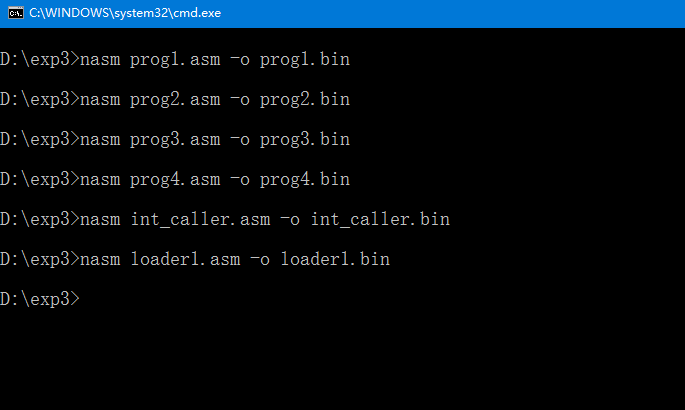 C:\WINDOWS\system32\cmd.exe
D:\exp3>nasm prog1.asm -o prog1.bin
D:\exp3>nasm prog2.asm -o prog2.bin
D:\exp3>nasm prog3.asm -o prog3.bin
D:\exp3>nasm prog4.asm -o prog4.bin
D:\exp3>nasm int_caller.asm -o int_caller.bin
D:\exp3>nasm loader1.asm -o loader1.bin
D:\exp3>